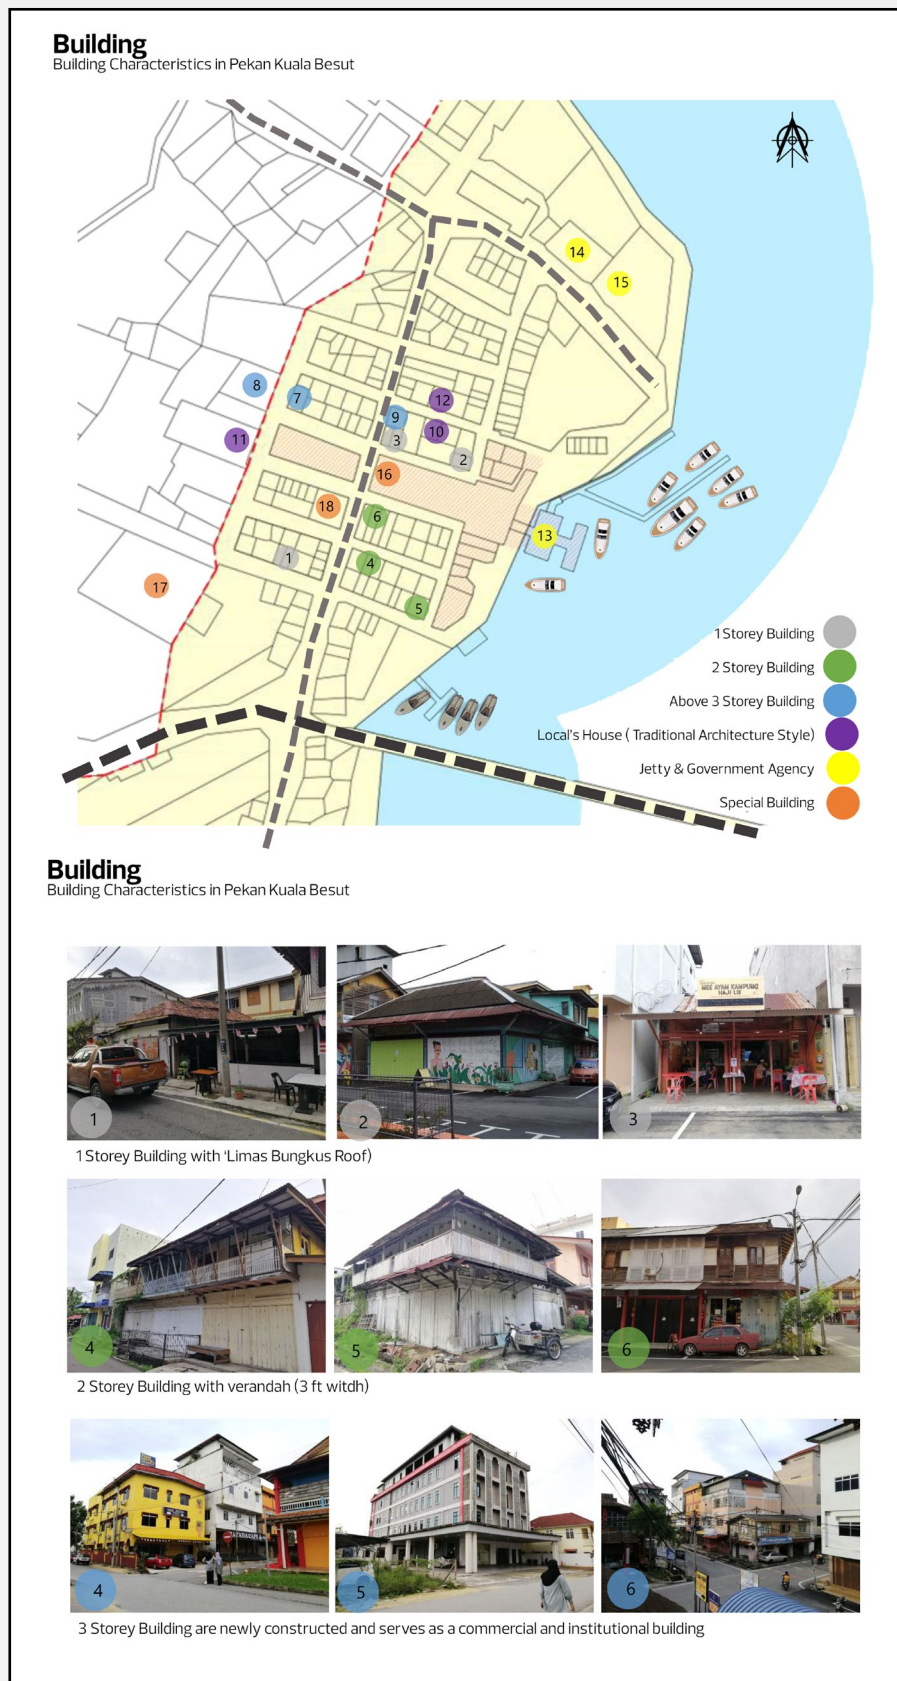 Building
Building Characteristics in Pekan Kuala Besut
14
15
8
7
12
9
10
11
3
2
16
18
6
13
1
4
17
5
1 Storey Building
2 Storey Building
Above 3 Storey Building
Local's House ( Traditional Architecture Style)
Jetty & Government Agency
Special Building
Building
Building Characteristics in Pekan Kuala Besut
MEE AYAM KAMPUNG
HAJI LIE
1
2
3
1 Storey Building with 'Limas Bungkus Roof)
4
5
6
2 Storey Building with verandah (3 ft witdh)
4
5
6
3 Storey Building are newly constructed and serves as a commercial and institutional building